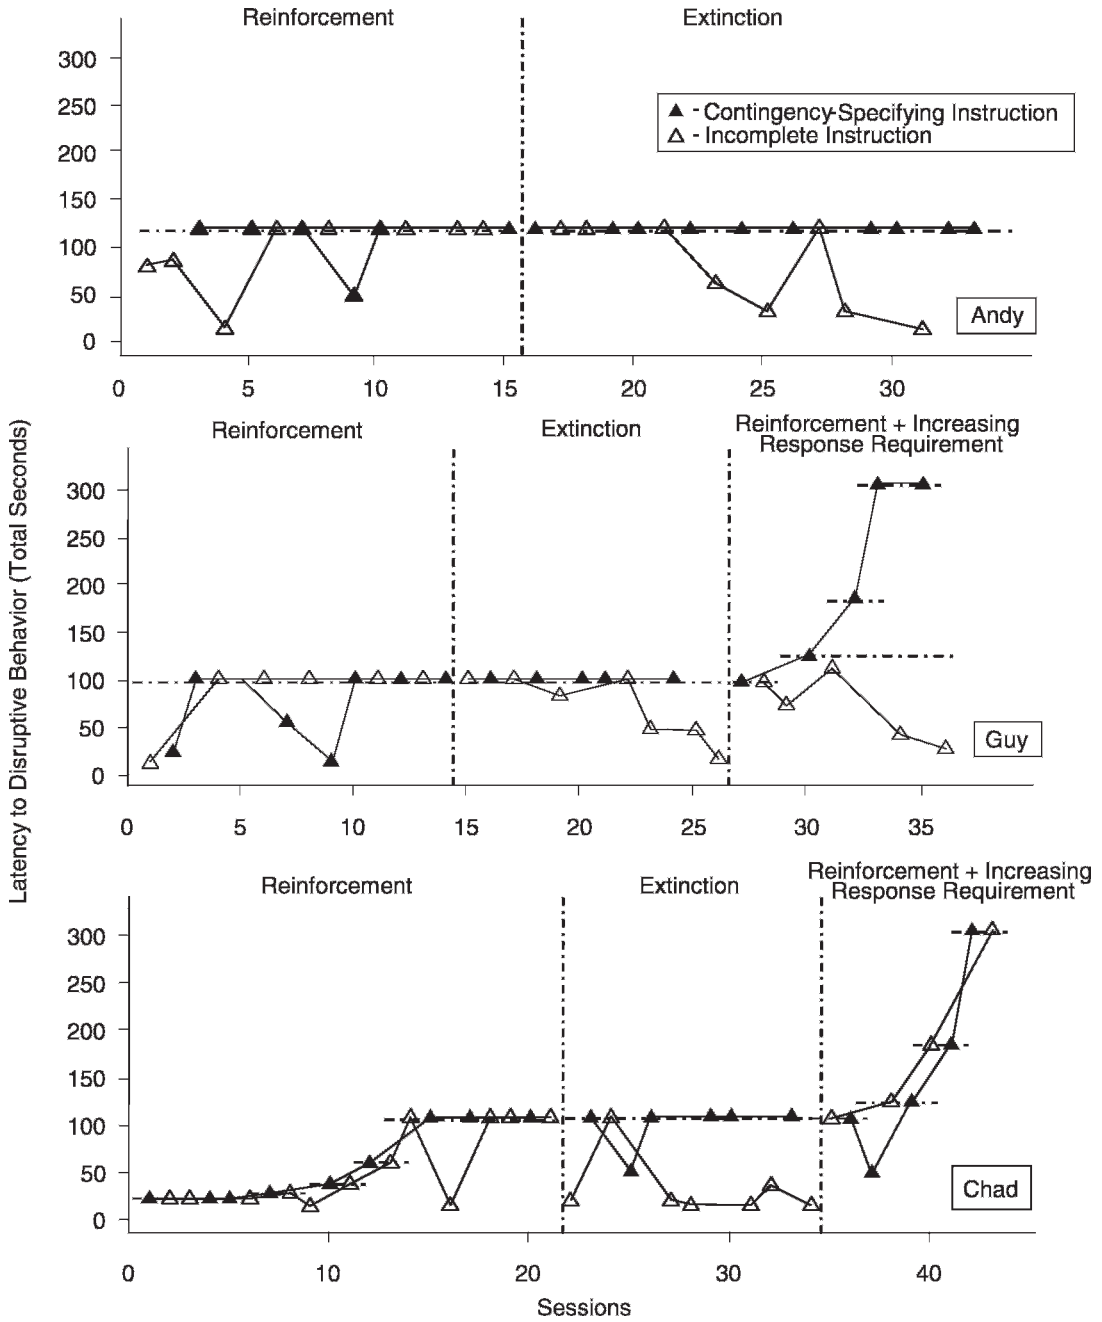 Reinforcement Extinction
300
250
200
150
100
50
0
- Contingency-Specifying Instruction
- Incomplete Instruction
Andy
0 5 10 15 20 25 30
Latency to Disruptive Behavior (Total Seconds)
Reinforcement Extinction Reinforcement + Increasing
Response Requirement
300
250
200
150
100
50
0
Guy
0 5 10 15 20 25 30 35
Reinforcement Extinction Reinforcement + Increasing
Response Requirement
300
250
200
150
100
50
0
Chad
0 10 20 30 40
Sessions